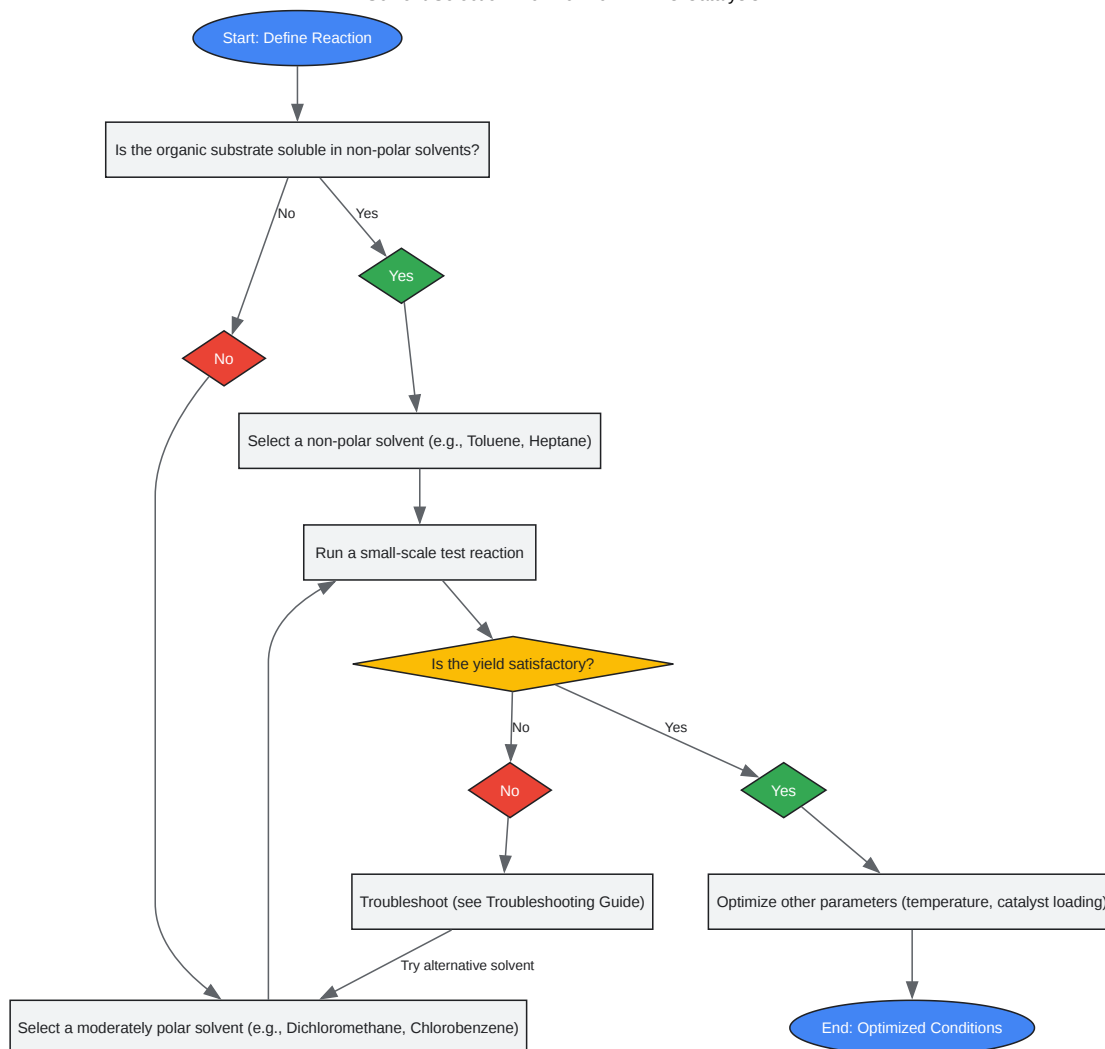 Start: Define Reaction
Is the organic substrate soluble in non-polar solvents?
No
Yes
Yes
No
Select a non-polar solvent (e.g., Toluene, Heptane)
Run a small-scale test reaction
Is the yield satisfactory?
No
Yes
No
Yes
Troubleshoot (see Troubleshooting Guide)
Optimize other parameters (temperature, catalyst loading)
Try alternative solvent
Select a moderately polar solvent (e.g., Dichloromethane, Chlorobenzene)
End: Optimized Conditions